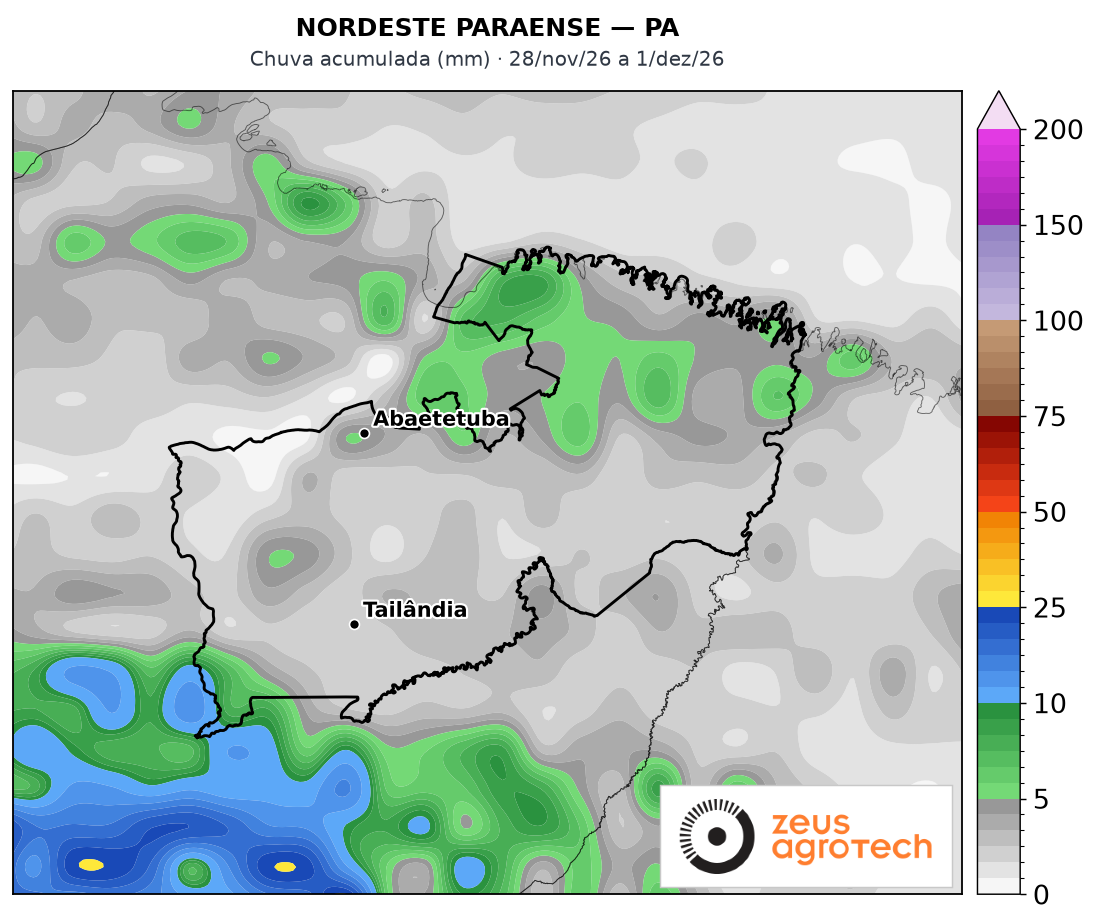 NORDESTE PARAENSE — PA
Chuva acumulada (mm) · 28/nov/26 a 1/dez/26
200
150
100
75
50
25
10
5
0
Abaetetuba
Tailândia
zeus
agrotech